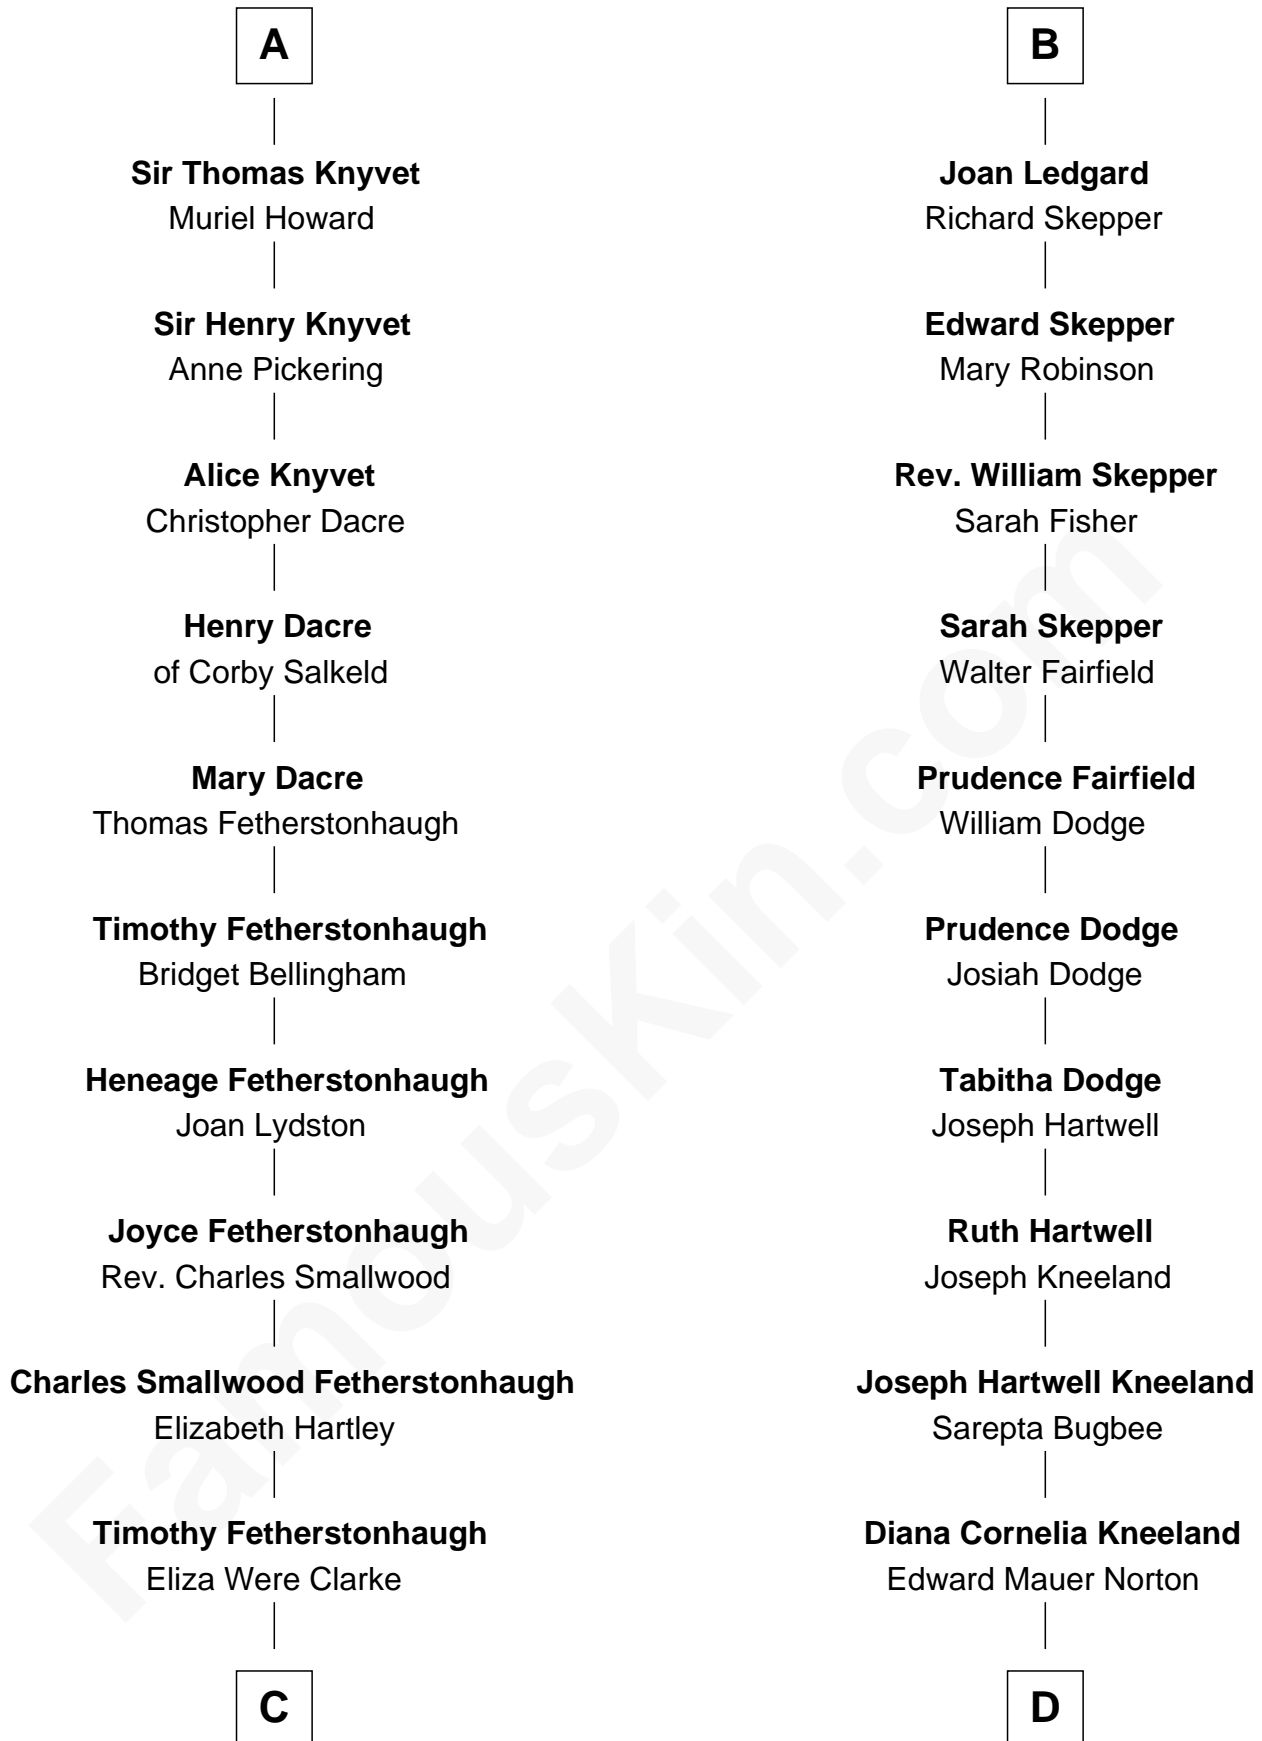 A
Sir Thomas Knyvet
Muriel Howard
Sir Henry Knyvet
Anne Pickering
Alice Knyvet
Christopher Dacre
Henry Dacre
of Corby Salkeld
Mary Dacre
Thomas Fetherstonhaugh
Timothy Fetherstonhaugh
Bridget Bellingham
Heneage Fetherstonhaugh
Joan Lydston
Joyce Fetherstonhaugh
Rev. Charles Smallwood
Charles Smallwood Fetherstonhaugh
Elizabeth Hartley
Timothy Fetherstonhaugh
Eliza Were Clarke
C
B
Joan Ledgard
Richard Skepper
Edward Skepper
Mary Robinson
Rev. William Skepper
Sarah Fisher
Sarah Skepper
Walter Fairfield
Prudence Fairfield
William Dodge
Prudence Dodge
Josiah Dodge
Tabitha Dodge
Joseph Hartwell
Ruth Hartwell
Joseph Kneeland
Joseph Hartwell Kneeland
Sarepta Bugbee
Diana Cornelia Kneeland
Edward Mauer Norton
D
FamousKin.com